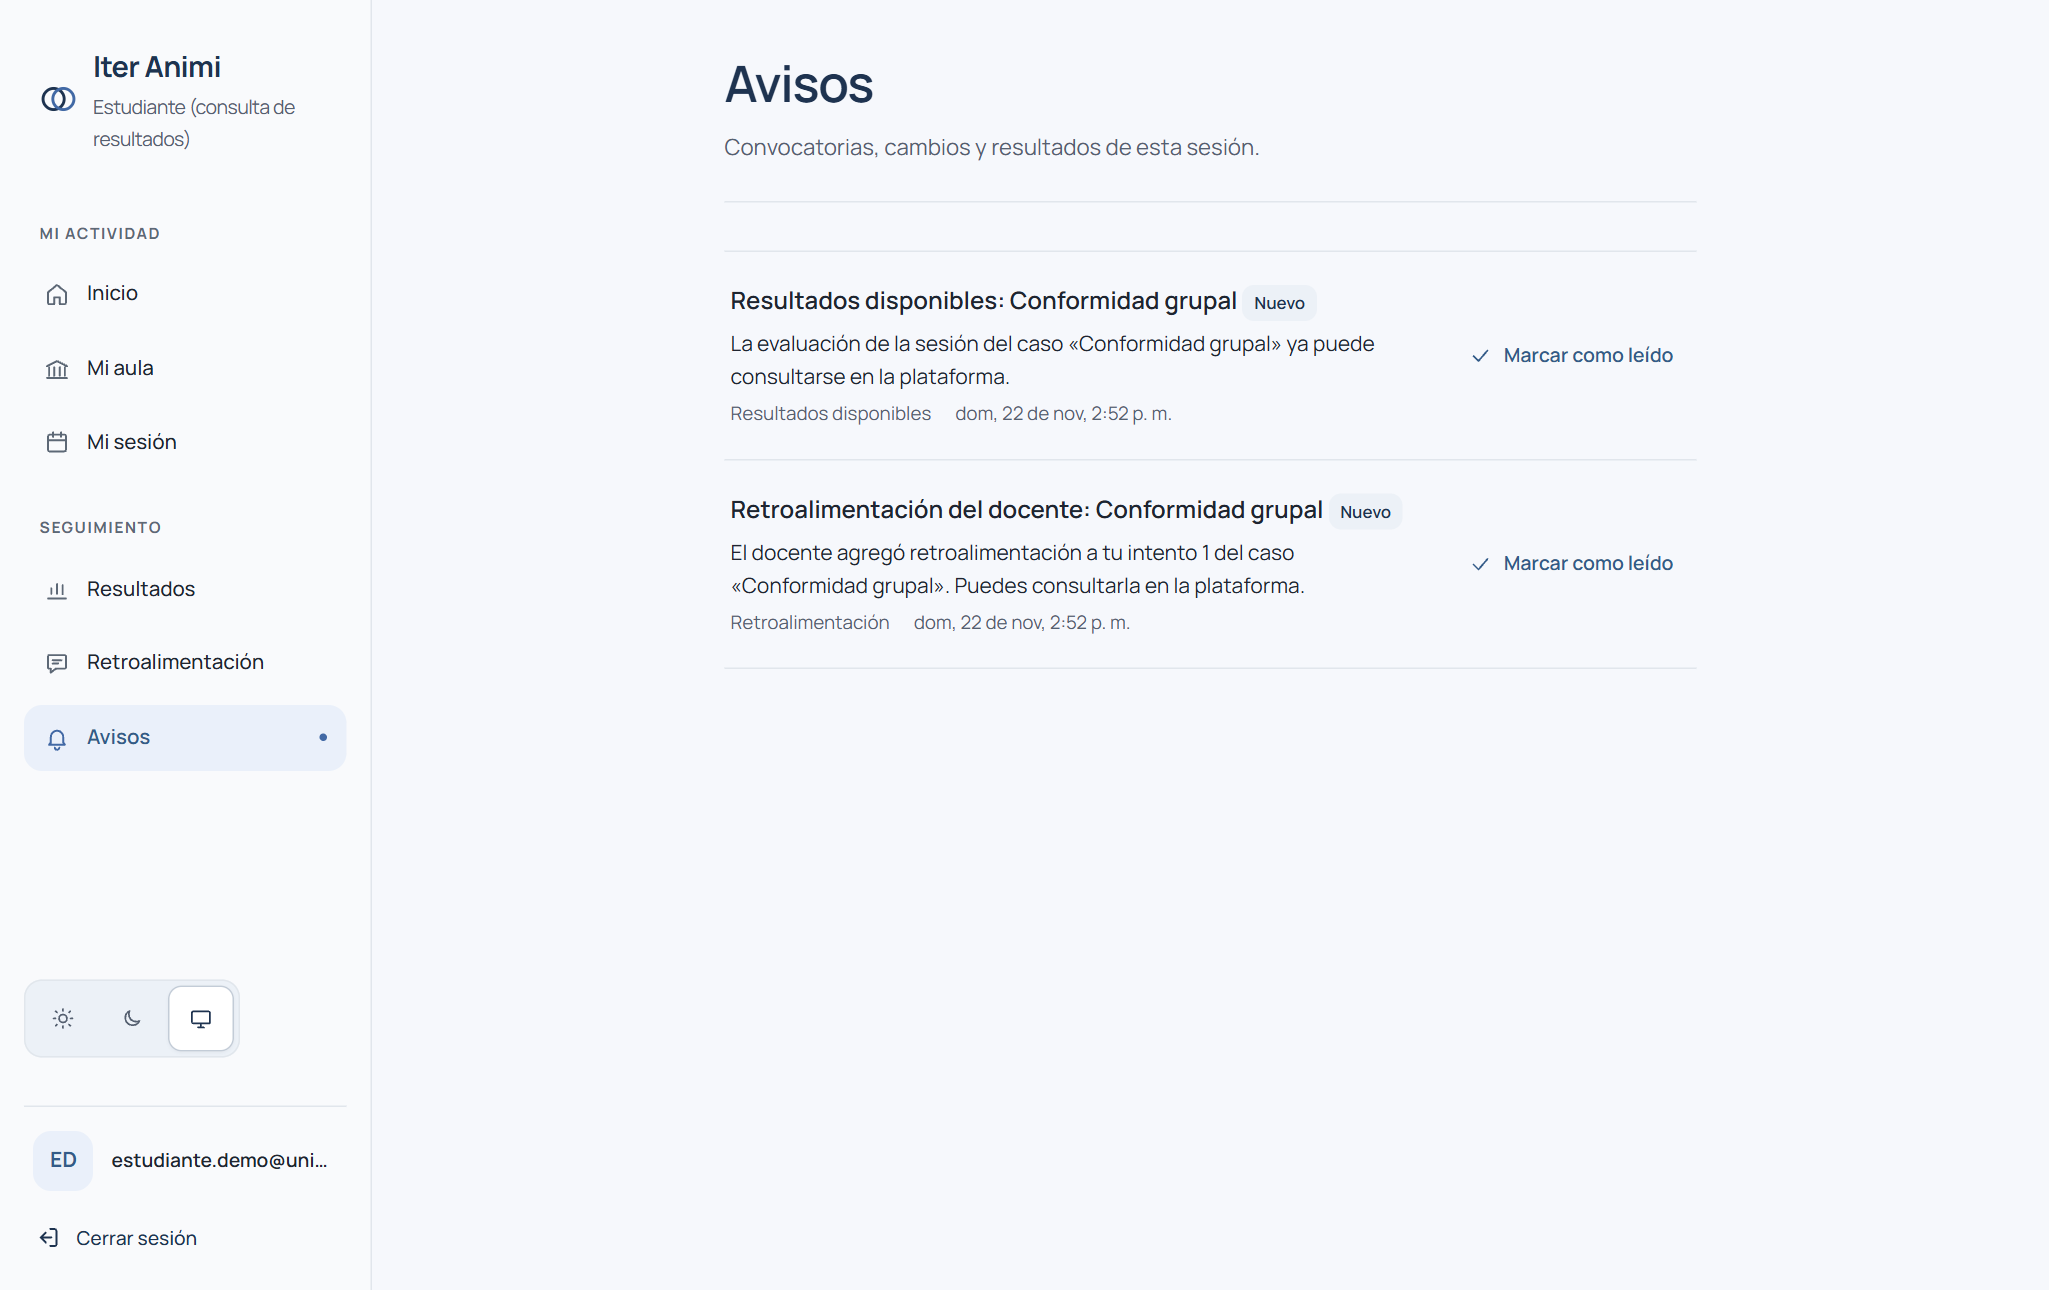 Iter Animi
Estudiante (consulta de
resultados)
MI ACTIVIDAD
Inicio
Mi aula
Mi sesión
SEGUIMIENTO
Resultados
Retroalimentación
Avisos
ED
estudiante.demo@uni...
Cerrar sesión
Avisos
Convocatorias, cambios y resultados de esta sesión.
Resultados disponibles: Conformidad grupal Nuevo
La evaluación de la sesión del caso «Conformidad grupal» ya puede
consultarse en la plataforma.
Resultados disponibles dom, 22 de nov, 2:52 p. m.
Marcar como leído
Retroalimentación del docente: Conformidad grupal Nuevo
El docente agregó retroalimentación a tu intento 1 del caso
«Conformidad grupal». Puedes consultarla en la plataforma.
Retroalimentación dom, 22 de nov, 2:52 p. m.
Marcar como leído